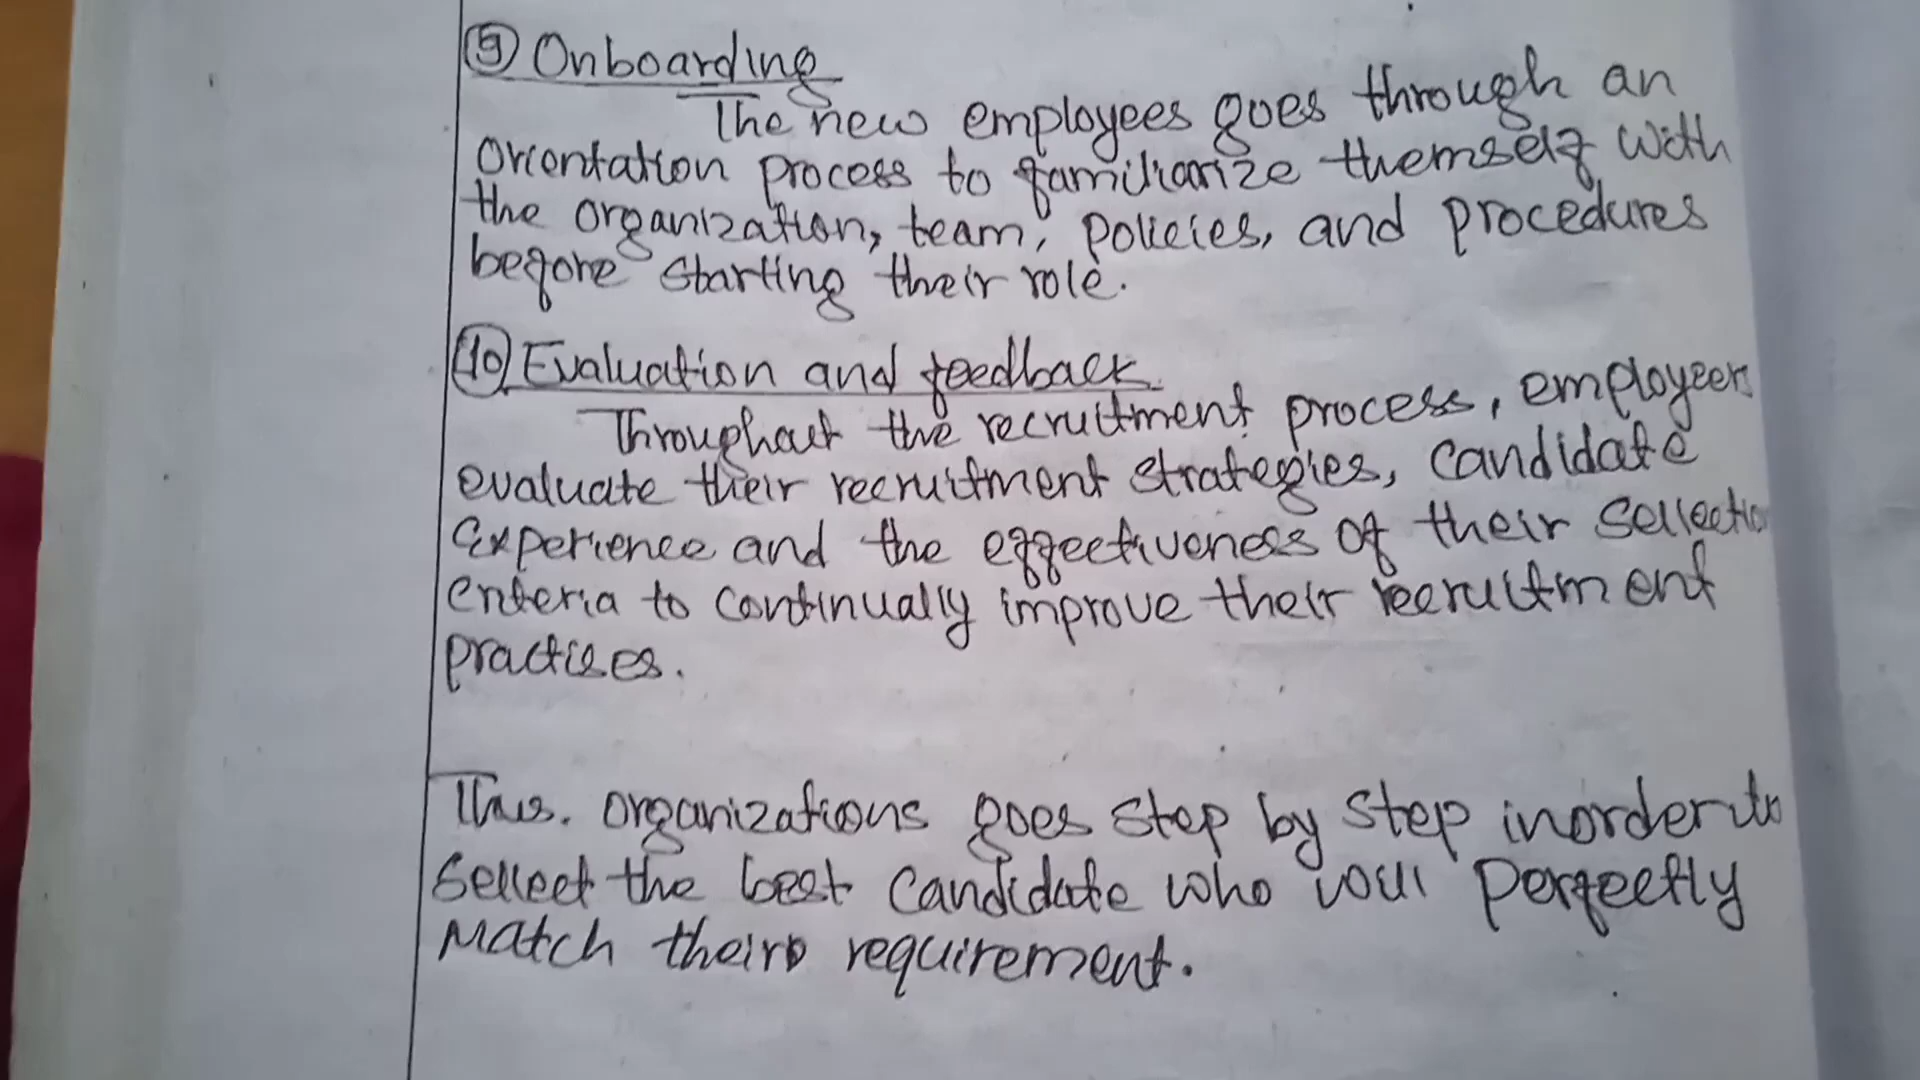 ⑨ Onboarding
The new employees goes through an
orientation process to familiarize themself with
the organization, team, policies, and procedures
before starting their role.
⑩ Evaluation and feedback
Throughout the recruitment process, employeers
evaluate their recruitment strategies, candidate
experience and the effectiveness of their sellectio
criteria to continually improve their recruitment
practices.
Thus. organizations goes step by step inorder to
sellect the best candidate who will perfectly
Match their requirement.